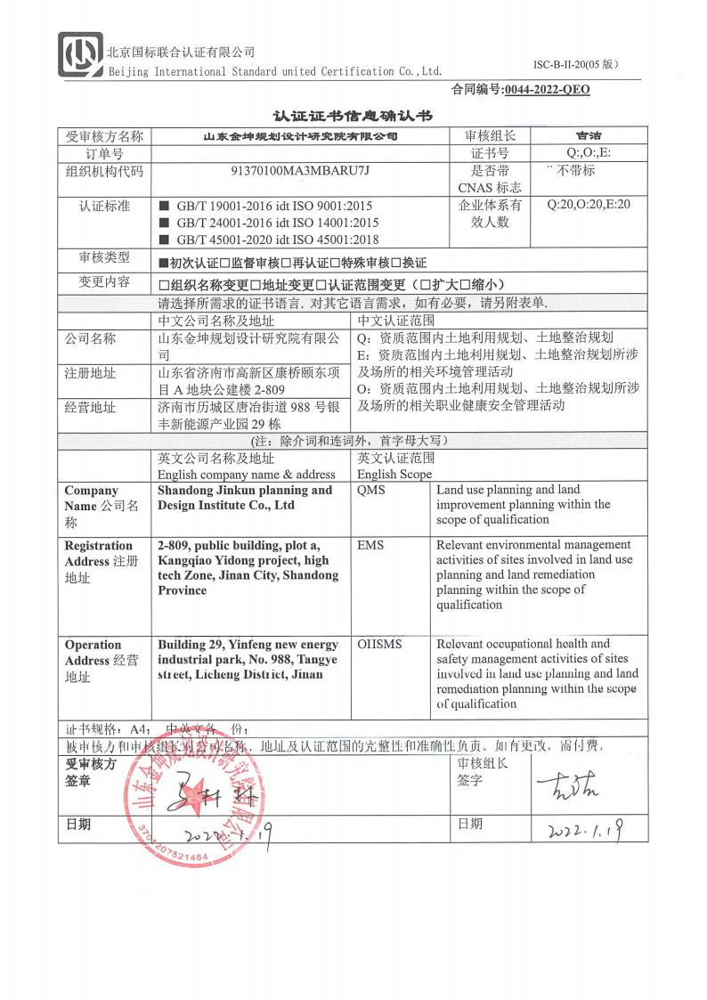 北京国标联合认证有限公司
Beijing International Standard united Certification Co.,Ltd.
ISC-B-II-20(05 版)
合同编号:0044-2022-QEO
认证证书信息确认书
受审核方名称 山东金坤规划设计研究院有限公司 审核组长 吉洁
订单号 证书号 Q:,O:,E:
组织机构代码 91370100MA3MBARU7J 是否带 CNAS 标志 不带标
认证标准
■ GB/T 19001-2016 idt ISO 9001:2015
■ GB/T 24001-2016 idt ISO 14001:2015
■ GB/T 45001-2020 idt ISO 45001:2018
企业体系有
效人数
Q:20,O:20,E:20
审核类型 ■初次认证□监督审核□再认证□特殊审核□换证
变更内容 □组织名称变更□地址变更□认证范围变更（□扩大□缩小）
请选择所需求的证书语言. 对其它语言需求，如有必要，请另附表单.
中文公司名称及地址 中文认证范围
公司名称 山东金坤规划设计研究院有限公
司
注册地址 山东省济南市高新区康桥颐东项
目 A 地块公建楼 2-809
经营地址 济南市历城区唐冶街道 988 号银
丰新能源产业园 29 栋
Q：资质范围内土地利用规划、土地整治规划
E：资质范围内土地利用规划、土地整治规划所涉
及场所的相关环境管理活动
O：资质范围内土地利用规划、土地整治规划所涉
及场所的相关职业健康安全管理活动
(注：除介词和连词外，首字母大写)
英文公司名称及地址
English company name & address
英文认证范围
English Scope
Company
Name 公司名
称
Shandong Jinkun planning and
Design Institute Co., Ltd
QMS
Land use planning and land
improvement planning within the
scope of qualification
Registration
Address 注册
地址
2-809, public building, plot a,
Kangqiao Yidong project, high
tech Zone, Jinan City, Shandong
Province
EMS
Relevant environmental management
activities of sites involved in land use
planning and land remediation
planning within the scope of
qualification
Operation
Address 经营
地址
Building 29, Yinfeng new energy
industrial park, No. 988, Tangye
street, Licheng District, Jinan
OHSMS
Relevant occupational health and
safety management activities of sites
involved in land use planning and land
remediation planning within the scope
of qualification
证书规格：A4； 中英文各 份；
被审核方和审核组长对公司名称、地址及认证范围的完整性和准确性负责。如有更改，需付费。
受审核方
签章
马林林
审核组长
签字
吉洁
日期 2022.1.19 日期 2022.1.19
山东金坤规划设计研究院有限公司
3701207521464